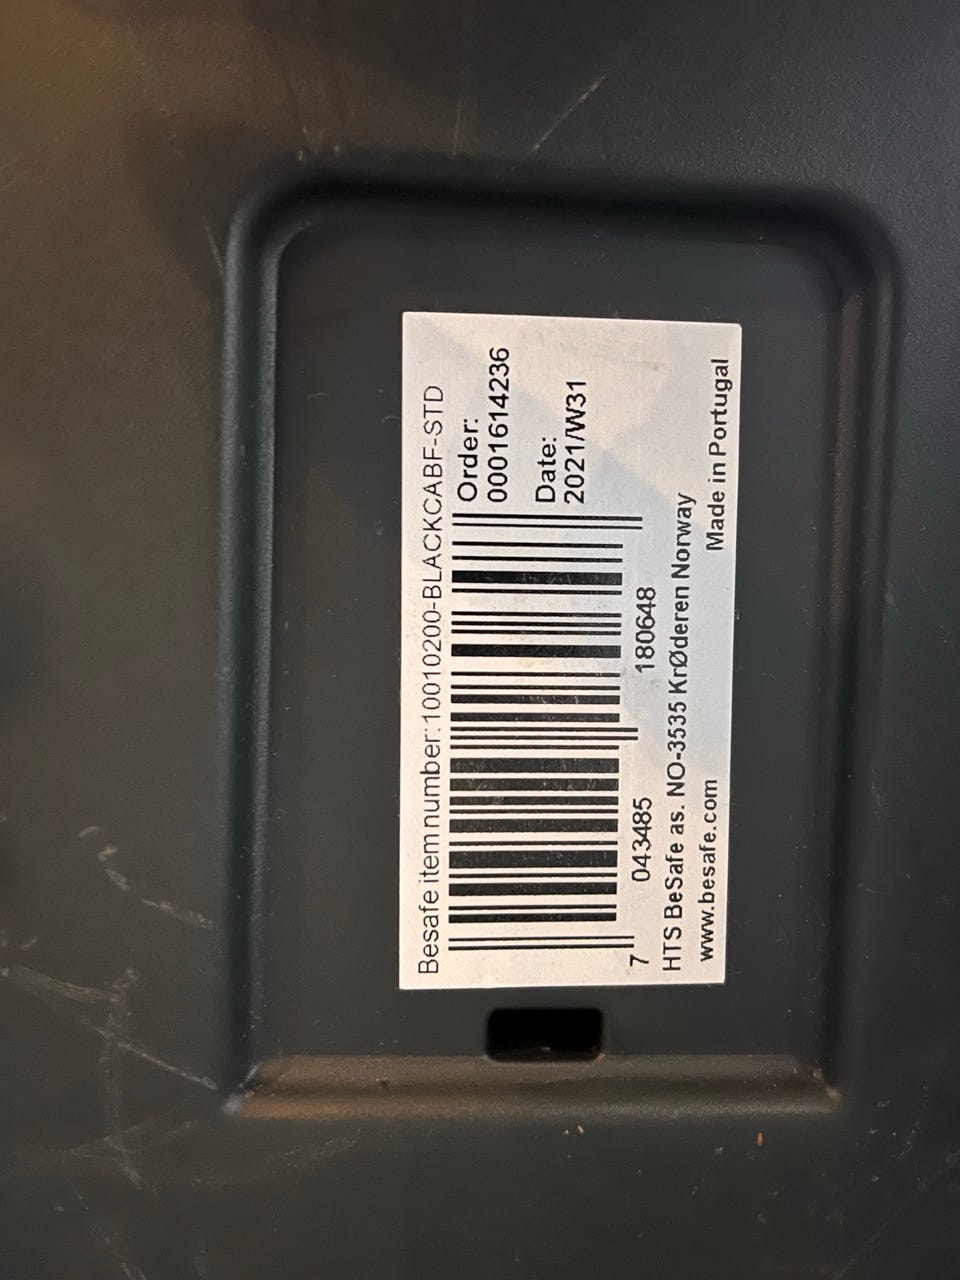 Besafe item number:10010200-BLACKCABF-STD
Order:
0001614236
Date:
2021/W31
7 043485 180648
HTS BeSafe as. NO-3535 KrØderen Norway
www.besafe.com Made in Portugal